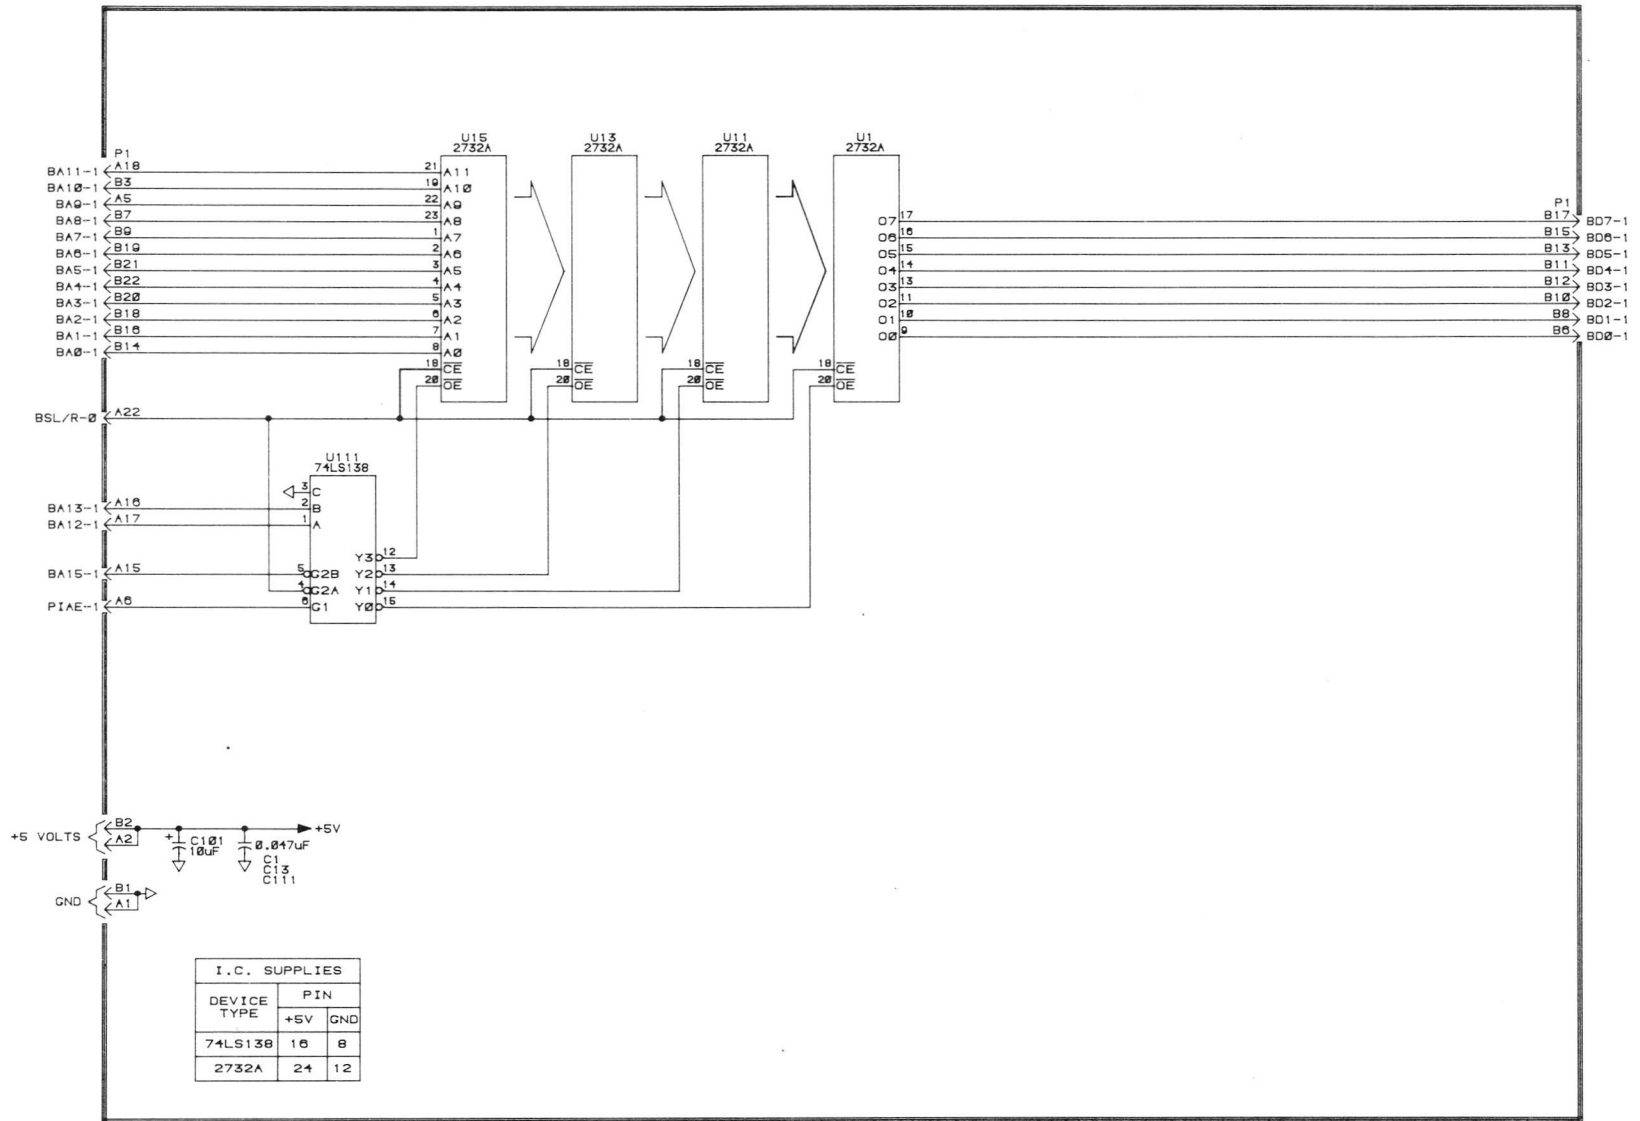 U15 U13 U11 U1
2732A 2732A 2732A 2732A
P1
BA11-1 A18 21 A11
BA10-1 B3 19 A10
BA9-1 A5 22 A9
BA8-1 B7 23 A8
BA7-1 B9 1 A7
BA6-1 B19 2 A6
BA5-1 B21 3 A5
BA4-1 B22 4 A4
BA3-1 B20 5 A3
BA2-1 B18 6 A2
BA1-1 B16 7 A1
BA0-1 B14 8 A0
P1
O7 17 B17 BD7-1
O6 16 B15 BD6-1
O5 15 B13 BD5-1
O4 14 B11 BD4-1
O3 13 B12 BD3-1
O2 11 B10 BD2-1
O1 10 B8 BD1-1
O0 9 B6 BD0-1
18 CE 18 CE 18 CE 18 CE
20 OE 20 OE 20 OE 20 OE
BSL/R-0 A22
U111
74LS138
3 C
BA13-1 A16 2 B
BA12-1 A17 1 A
Y3 12
BA15-1 A15 5 G2B Y2 13
4 G2A Y1 14
PIAE-1 A6 6 G1 Y0 15
+5 VOLTS B2 +5V
A2 + C101 0.047uF
10uF C1
C13
C111
GND B1
A1
I.C. SUPPLIES
DEVICE TYPE PIN
+5V GND
74LS138 16 8
2732A 24 12